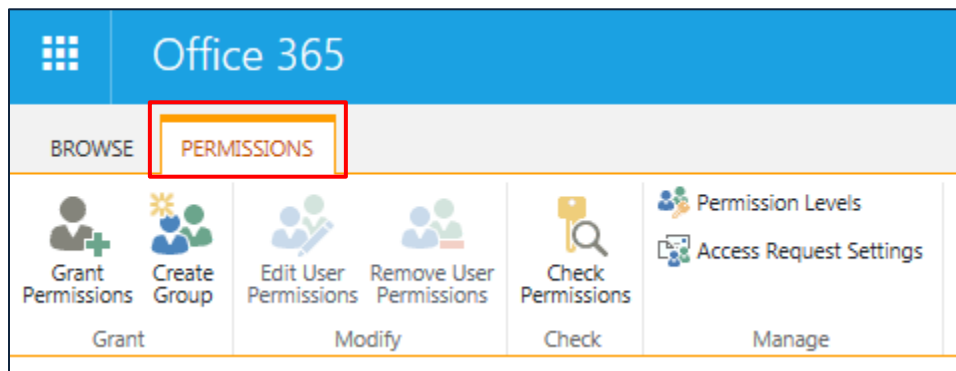 Office 365
BROWSE PERMISSIONS
Grant
Permissions
Create
Group
Edit User
Permissions
Remove User
Permissions
Check
Permissions
Permission Levels
Access Request Settings
Grant
Modify
Check
Manage